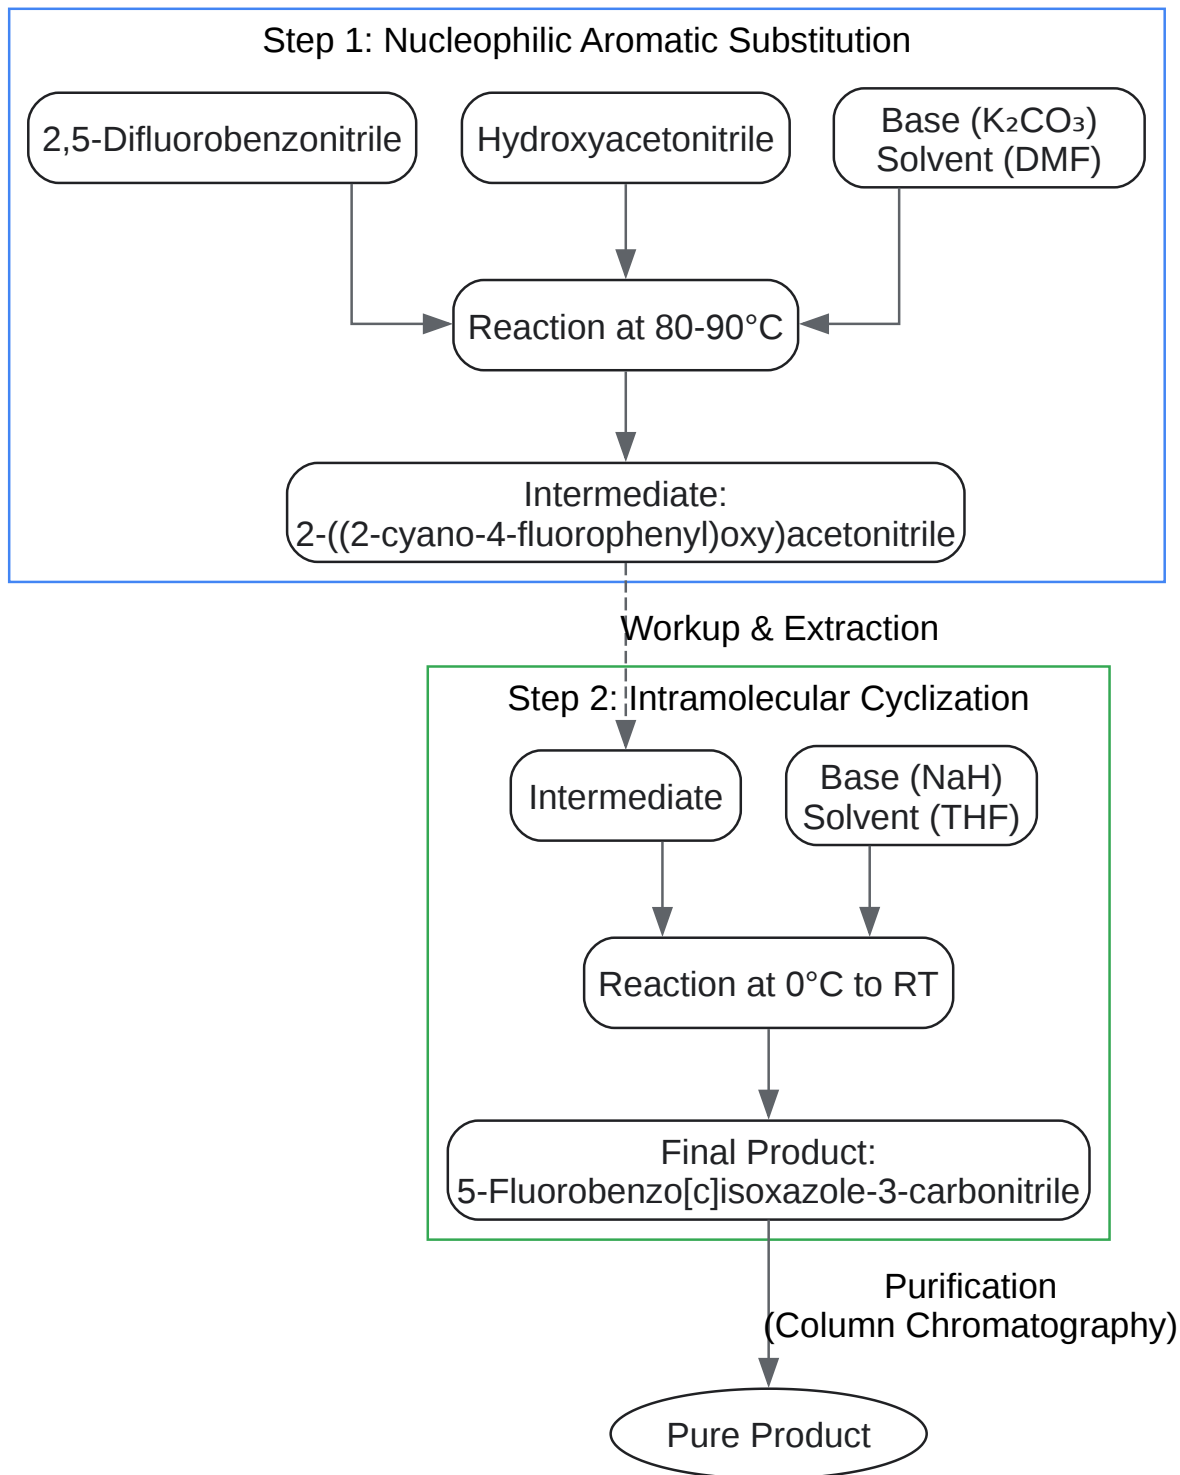 Step 1: Nucleophilic Aromatic Substitution
2,5-Difluorobenzonitrile
Hydroxyacetonitrile
Base (K₂CO₃)
Solvent (DMF)
Reaction at 80-90°C
Intermediate:
2-((2-cyano-4-fluorophenyl)oxy)acetonitrile
Workup & Extraction
Step 2: Intramolecular Cyclization
Intermediate
Base (NaH)
Solvent (THF)
Reaction at 0°C to RT
Final Product:
5-Fluorobenzo[c]isoxazole-3-carbonitrile
Purification
(Column Chromatography)
Pure Product